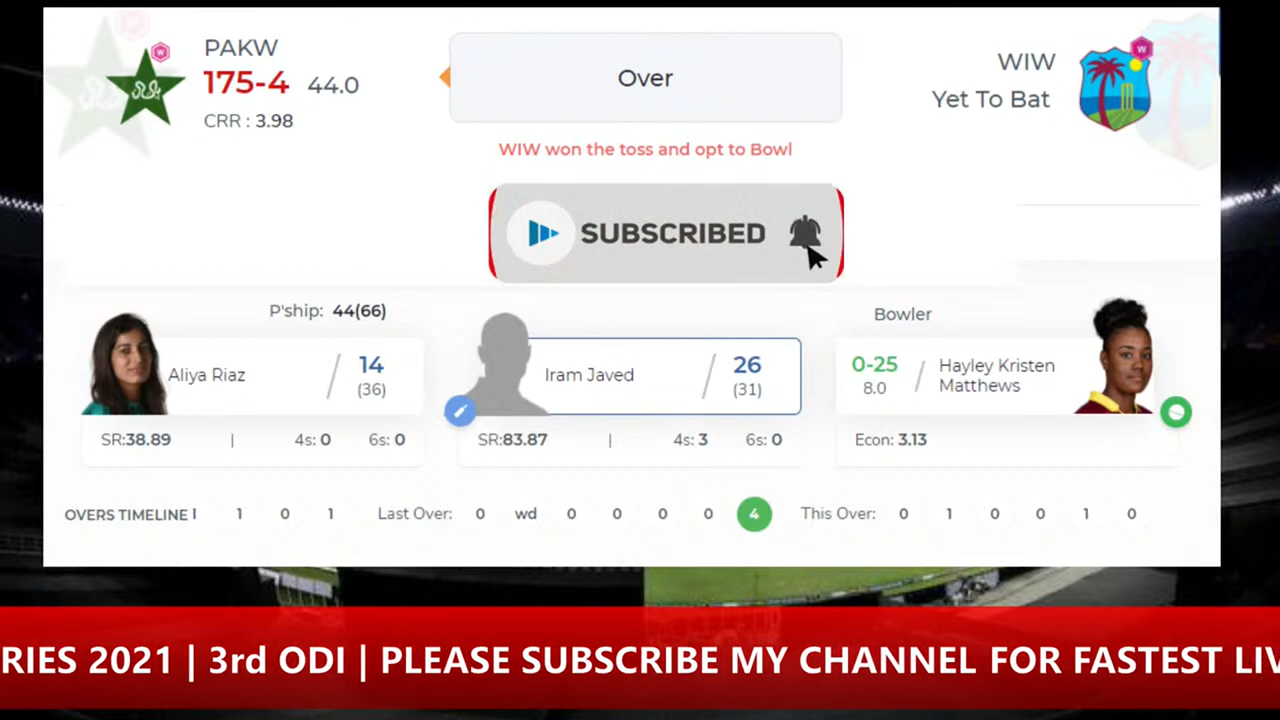 PAKW
175-4 44.0
CRR : 3.98
Over
WIW won the toss and opt to Bowl
WIW
Yet To Bat
W
W
SUBSCRIBED
P'ship: 44(66)
Bowler
Aliya Riaz / 14
(36)
SR:38.89 | 4s: 0 6s: 0
Iram Javed / 26
(31)
SR:83.87 | 4s: 3 6s: 0
0-25 / Hayley Kristen
8.0 Matthews
Econ: 3.13
OVERS TIMELINE 1 0 1 Last Over: 0 wd 0 0 0 0 4 This Over: 0 1 0 0 1 0
RIES 2021 | 3rd ODI | PLEASE SUBSCRIBE MY CHANNEL FOR FASTEST LIV